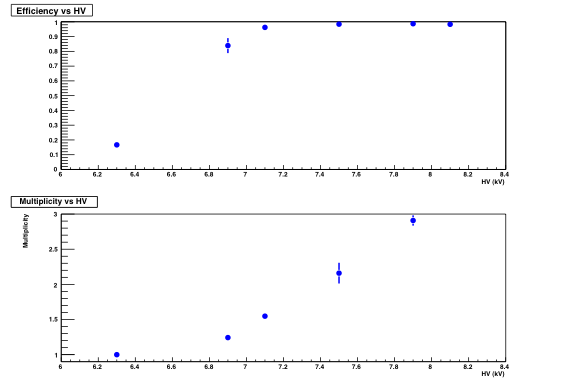 Efficiency vs HV
1
0.9
0.8
0.7
0.6
0.5
0.4
0.3
0.2
0.1
0
6 6.2 6.4 6.6 6.8 7 7.2 7.4 7.6 7.8 8 8.2 8.4
HV (kV)
Multiplicity vs HV
Multiplicity
3
2.5
2
1.5
1
6 6.2 6.4 6.6 6.8 7 7.2 7.4 7.6 7.8 8 8.2 8.4
HV (kV)